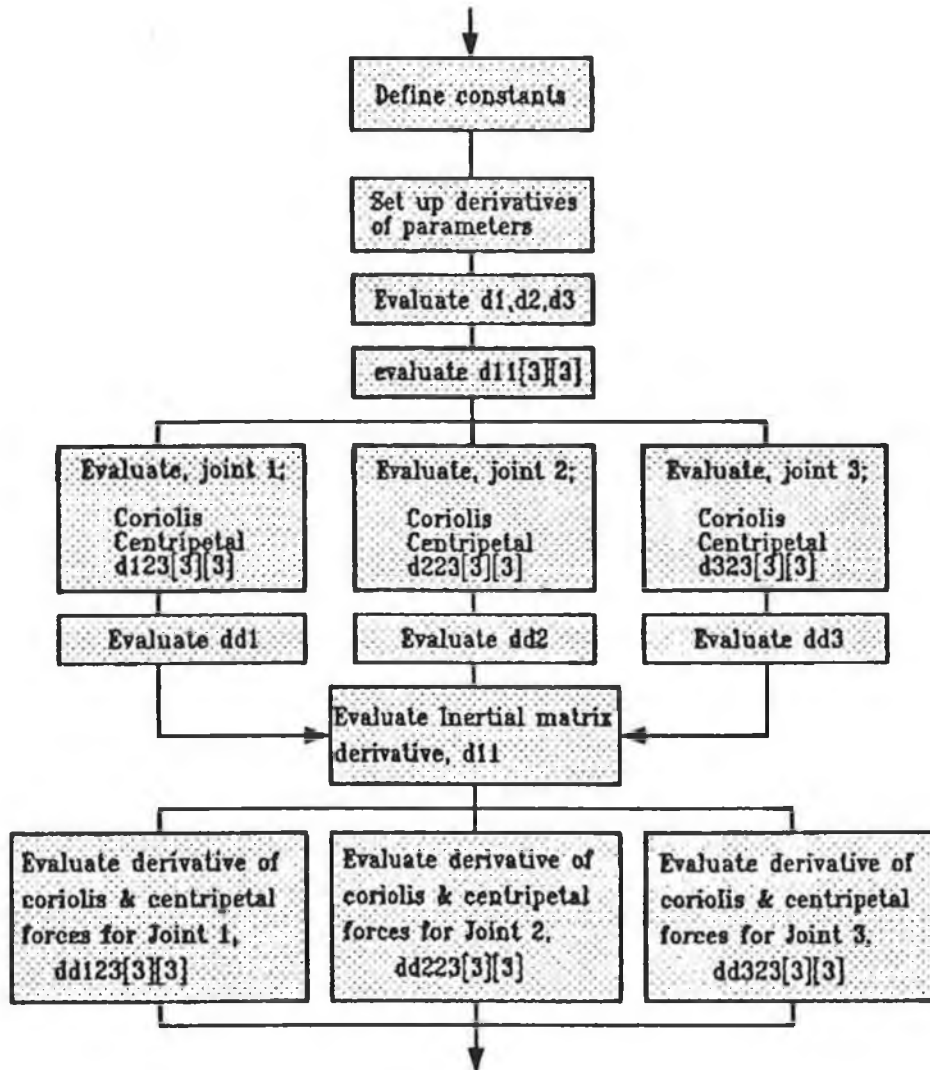 Define constants
Set up derivatives
of parameters
Evaluate d1,d2,d3
evaluate d11[3][3]
Evaluate, joint 1;
Coriolis
Centripetal
d123[3][3]
Evaluate, joint 2;
Coriolis
Centripetal
d223[3][3]
Evaluate, joint 3;
Coriolis
Centripetal
d323[3][3]
Evaluate dd1
Evaluate dd2
Evaluate dd3
Evaluate Inertial matrix
derivative, d11
Evaluate derivative of
coriolis & centripetal
forces for Joint 1,
dd123[3][3]
Evaluate derivative of
coriolis & centripetal
forces for Joint 2,
dd223[3][3]
Evaluate derivative of
coriolis & centripetal
forces for Joint 3,
dd323[3][3]